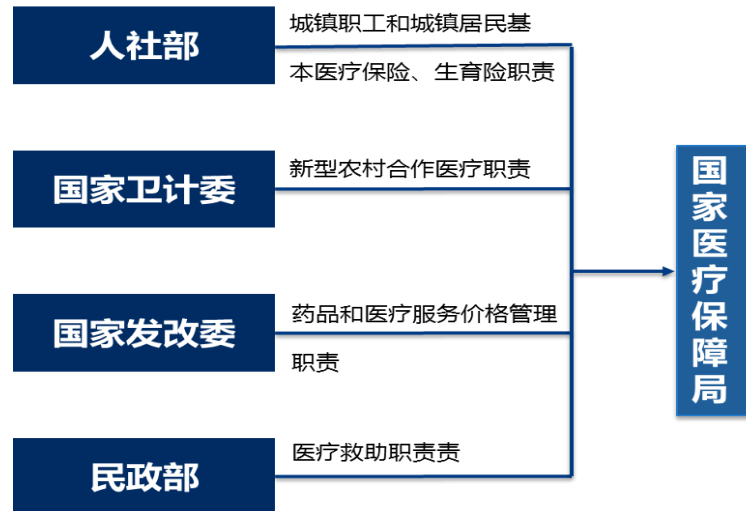 人社部
城镇职工和城镇居民基
本医疗保险、生育险职责
国家卫计委
新型农村合作医疗职责
国家发改委
药品和医疗服务价格管理
职责
民政部
医疗救助职责责
国家医疗保障局